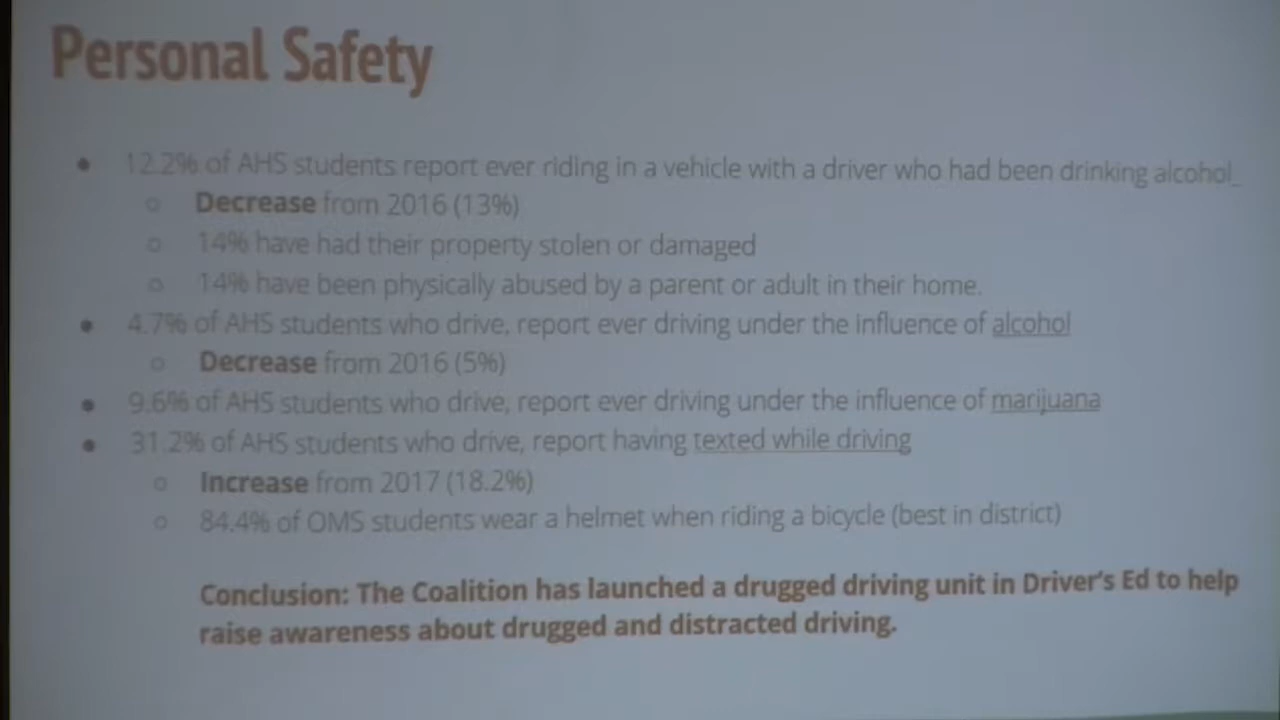 Personal Safety
● 12.2% of AHS students report ever riding in a vehicle with a driver who had been drinking alcohol
○ Decrease from 2016 (13%)
○ 14% have had their property stolen or damaged
○ 14% have been physically abused by a parent or adult in their home.
● 4.7% of AHS students who drive, report ever driving under the influence of alcohol
○ Decrease from 2016 (5%)
● 9.6% of AHS students who drive, report ever driving under the influence of marijuana
● 31.2% of AHS students who drive, report having texted while driving
○ Increase from 2017 (18.2%)
○ 84.4% of OMS students wear a helmet when riding a bicycle (best in district)
Conclusion: The Coalition has launched a drugged driving unit in Driver's Ed to help
raise awareness about drugged and distracted driving.